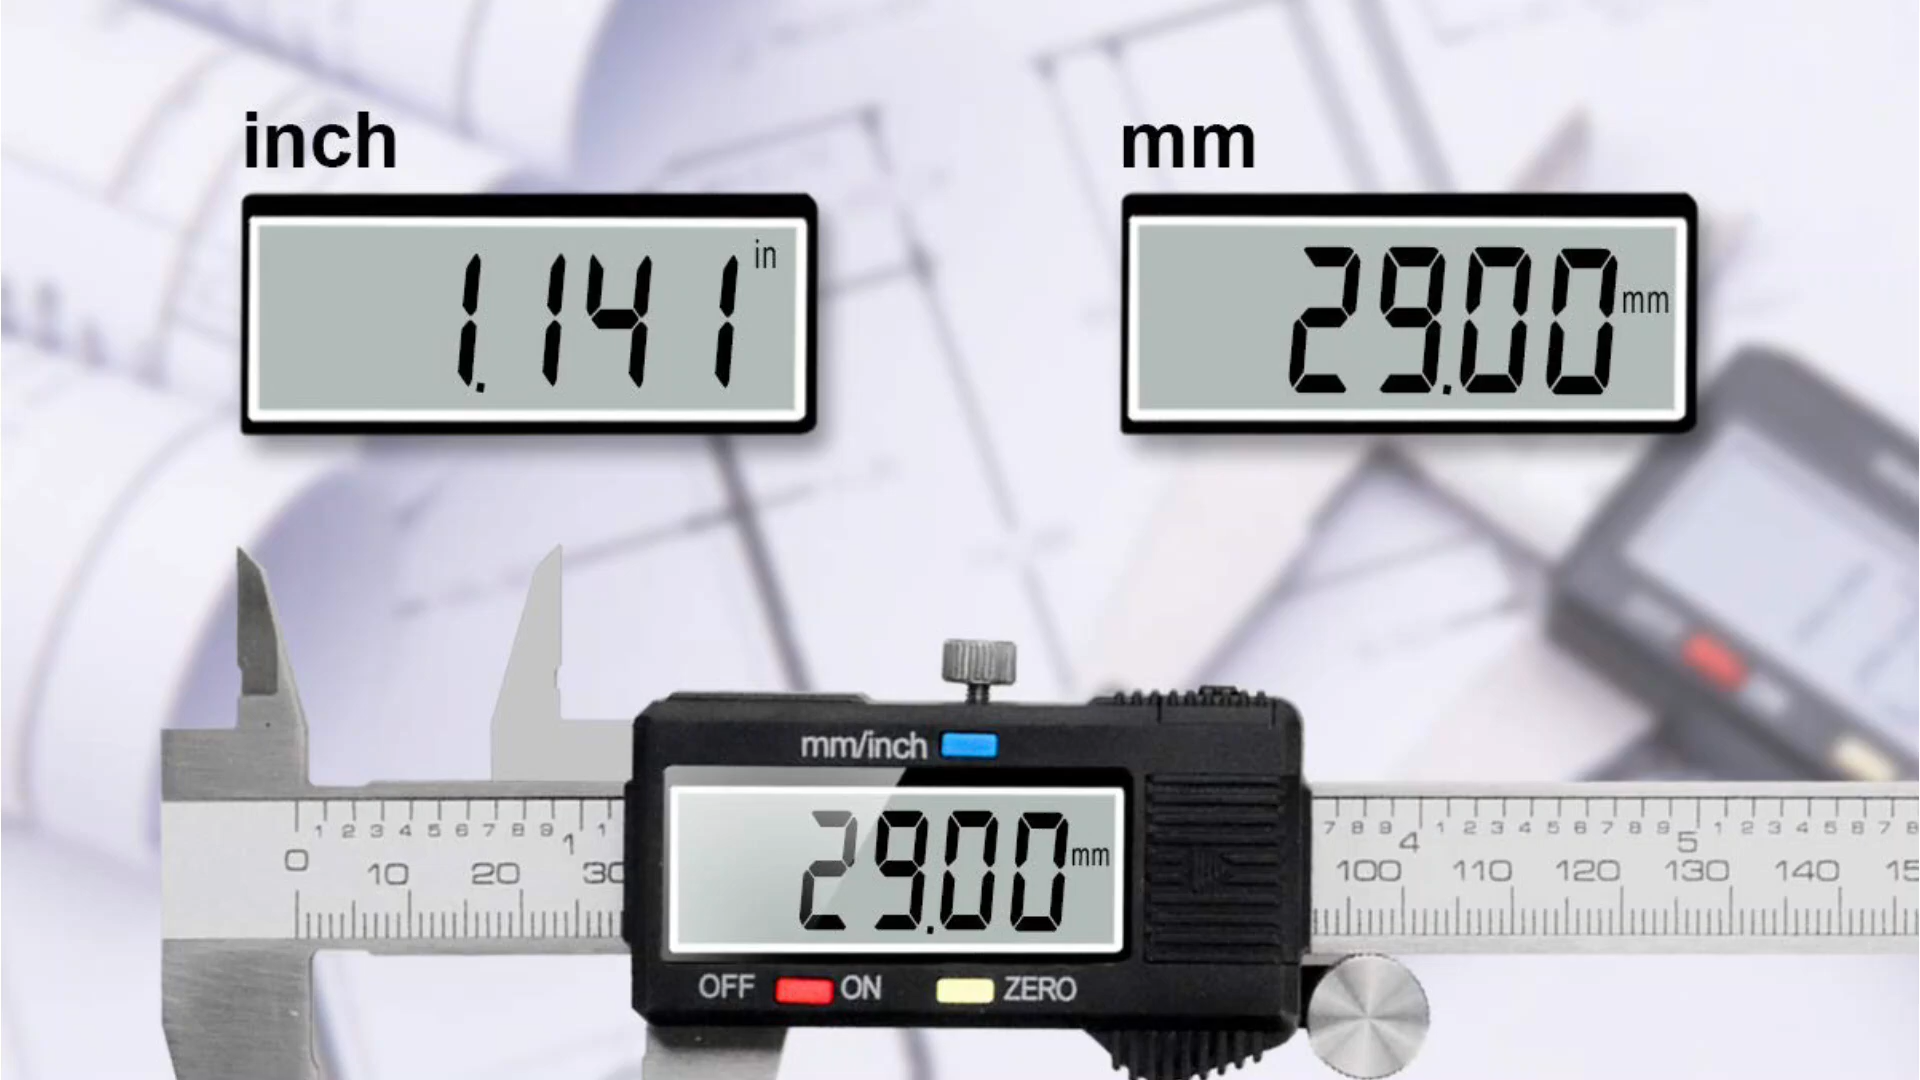 inch
mm
1.141 in
29.00 mm
mm/inch
29.00 mm
1 2 3 4 5 6 7 8 9 1 1
0 10 20 30
7 8 9 4 1 2 3 4 5 6 7 8 9 5 1 2 3 4 5 6 7 8
100 110 120 130 140 15
OFF ON ZERO